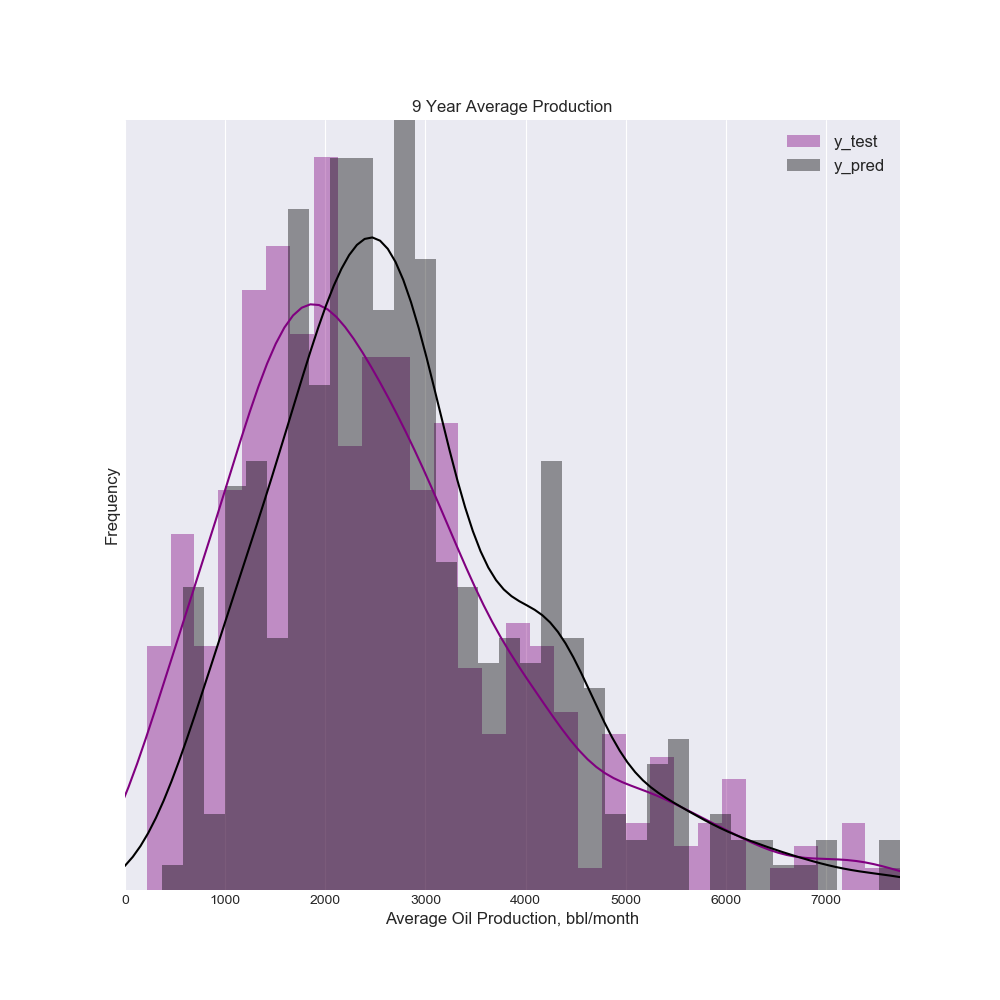 9 Year Average Production
y_test
y_pred
Frequency
0 1000 2000 3000 4000 5000 6000 7000
Average Oil Production, bbl/month